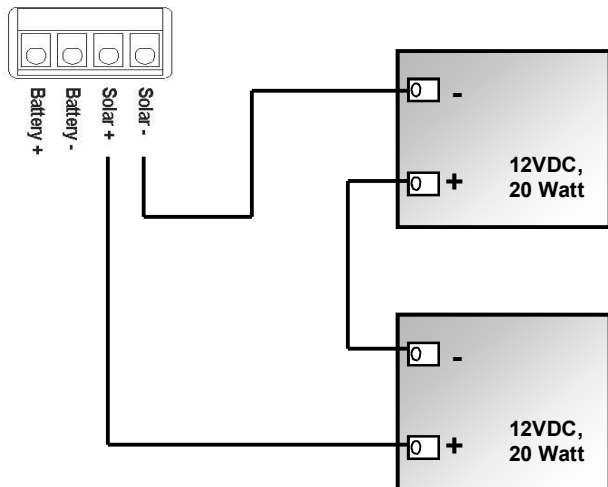 Battery +
Battery -
Solar +
Solar -
-
+
12VDC,
20 Watt
-
+
12VDC,
20 Watt